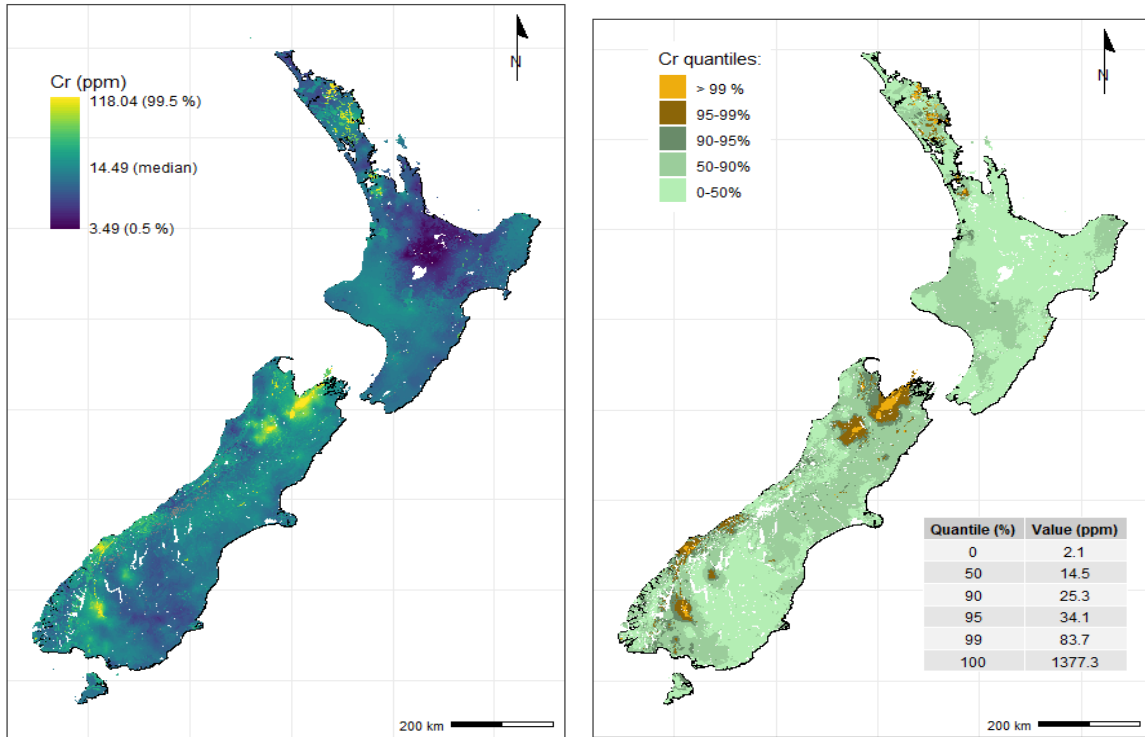 N
Cr (ppm)
118.04 (99.5 %)
14.49 (median)
3.49 (0.5 %)
200 km
Cr quantiles:
> 99 %
95-99%
90-95%
50-90%
0-50%
N
Quantile (%) Value (ppm)
0 2.1
50 14.5
90 25.3
95 34.1
99 83.7
100 1377.3
200 km